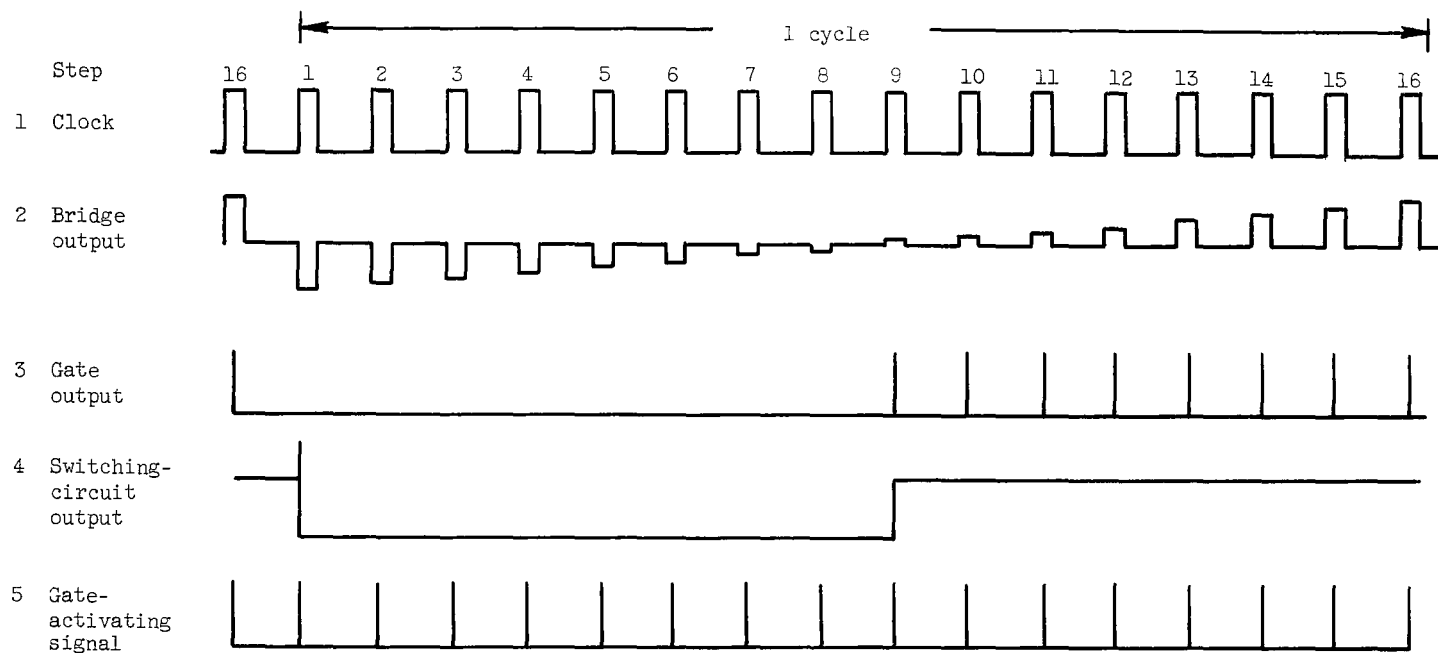 1 cycle
Step 16 1 2 3 4 5 6 7 8 9 10 11 12 13 14 15 16
1 Clock
2 Bridge
output
3 Gate
output
4 Switching-
circuit
output
5 Gate-
activating
signal